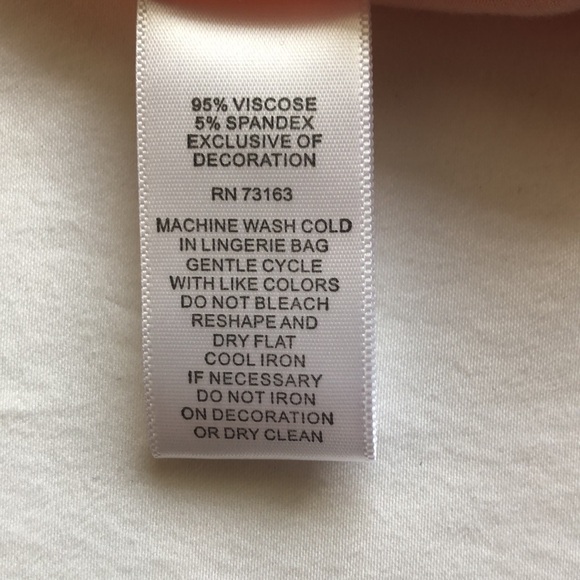 95% VISCOSE
5% SPANDEX
EXCLUSIVE OF
DECORATION
RN 73163
MACHINE WASH COLD
IN LINGERIE BAG
GENTLE CYCLE
WITH LIKE COLORS
DO NOT BLEACH
RESHAPE AND
DRY FLAT
COOL IRON
IF NECESSARY
DO NOT IRON
ON DECORATION
OR DRY CLEAN